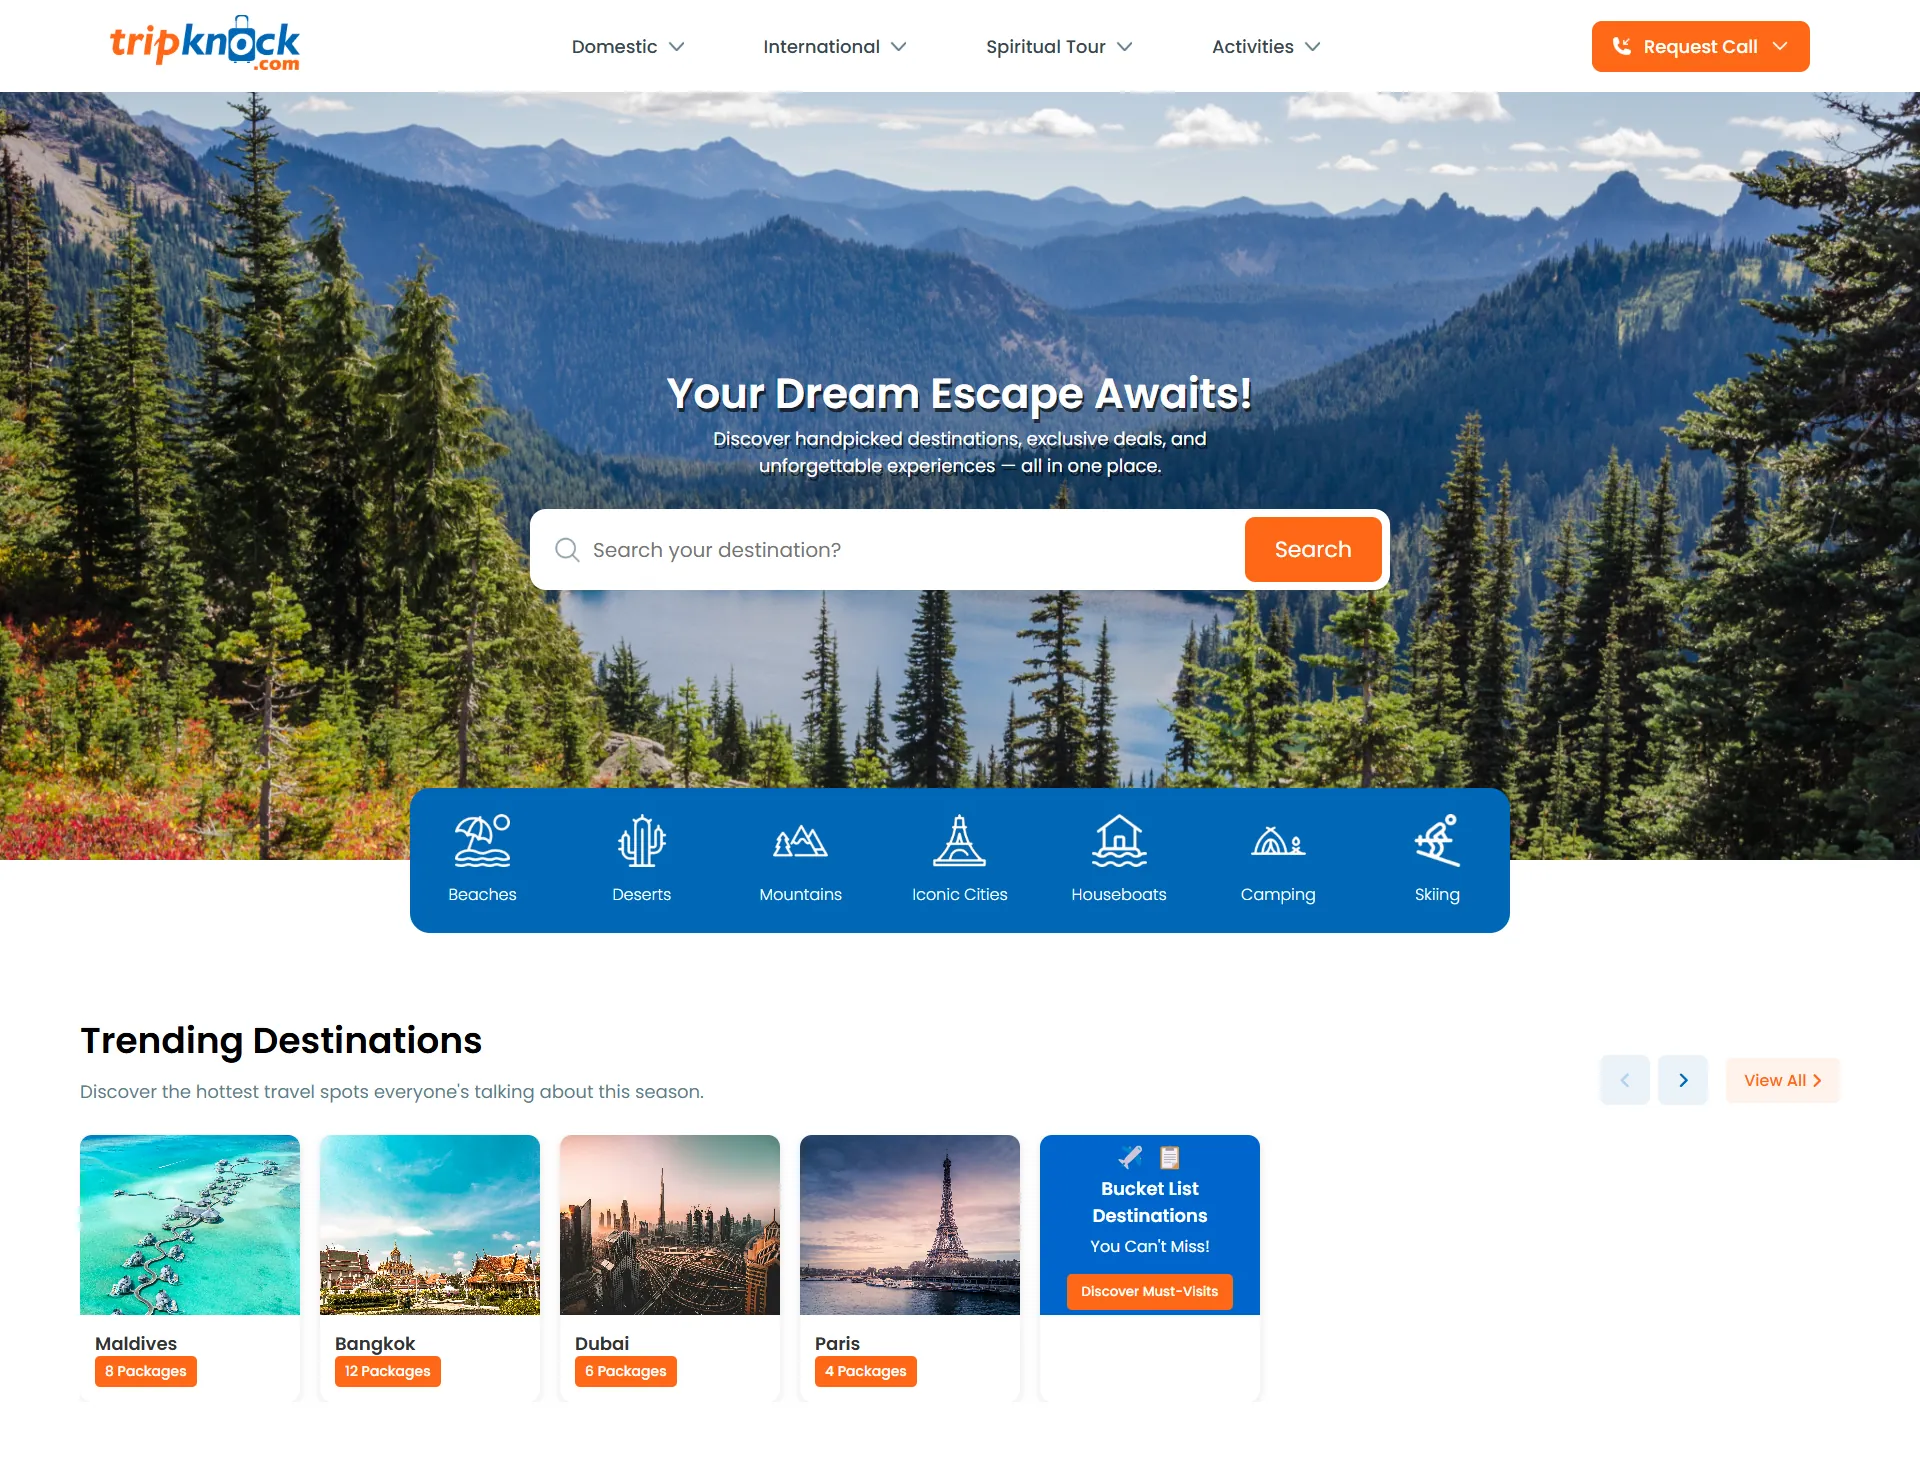 tripknock
.com
Domestic
International
Spiritual Tour
Activities
Request Call
Your Dream Escape Awaits!
Discover handpicked destinations, exclusive deals, and
unforgettable experiences — all in one place.
Search your destination?
Search
Beaches
Deserts
Mountains
Iconic Cities
Houseboats
Camping
Skiing
Trending Destinations
Discover the hottest travel spots everyone's talking about this season.
View All
Maldives
8 Packages
Bangkok
12 Packages
Dubai
6 Packages
Paris
4 Packages
Bucket List
Destinations
You Can't Miss!
Discover Must-Visits